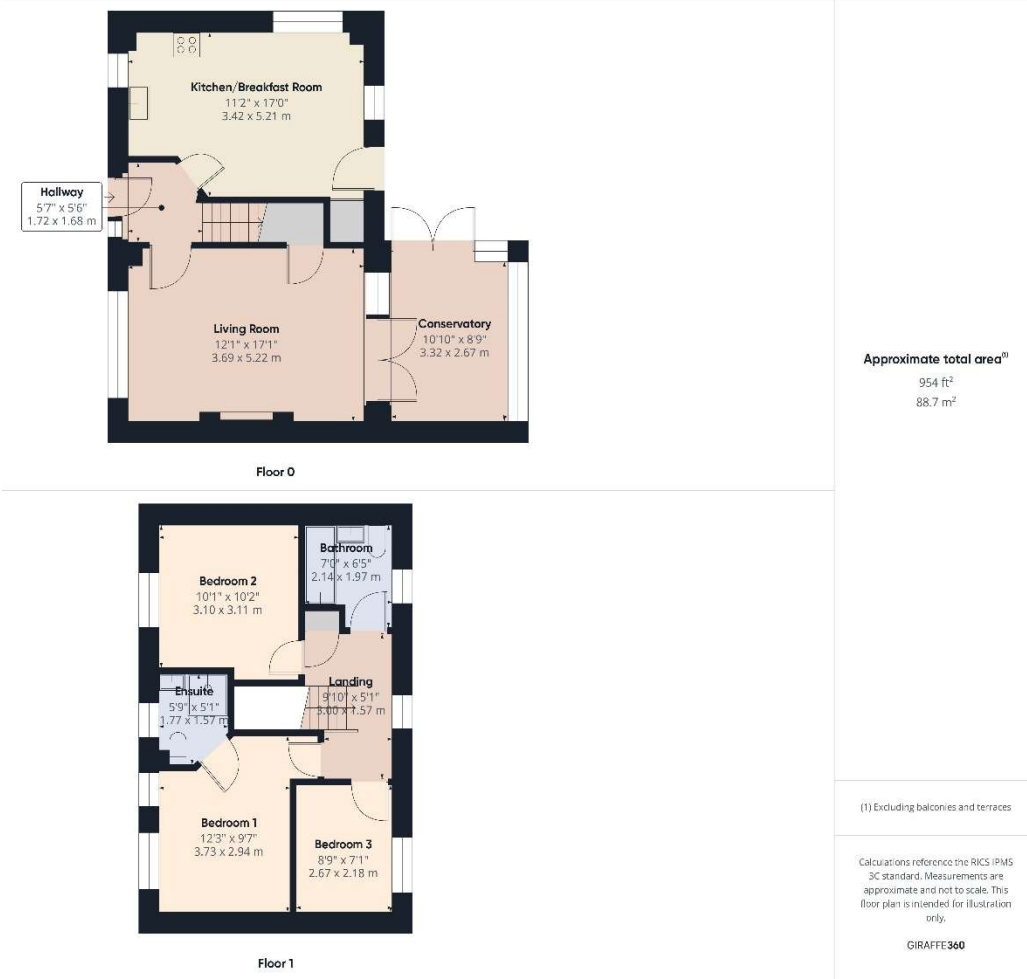 Kitchen/Breakfast Room
11'2" x 17'0"
3.42 x 5.21 m
Hallway
5'7" x 5'6"
1.72 x 1.68 m
Living Room
12'1" x 17'1"
3.69 x 5.22 m
Conservatory
10'10" x 8'9"
3.32 x 2.67 m
Floor 0
Approximate total area(1)
954 ft²
88.7 m²
Bedroom 2
10'1" x 10'2"
3.10 x 3.11 m
Bathroom
7'0" x 6'5"
2.14 x 1.97 m
Ensuite
5'9" x 5'1"
1.77 x 1.57 m
Landing
9'10" x 5'1"
3.00 x 1.57 m
Bedroom 1
12'3" x 9'7"
3.73 x 2.94 m
Bedroom 3
8'9" x 7'1"
2.67 x 2.18 m
Floor 1
(1) Excluding balconies and terraces
Calculations reference the RICS IPMS
3C standard. Measurements are
approximate and not to scale. This
floor plan is intended for illustration
only.
GIRAFFE360